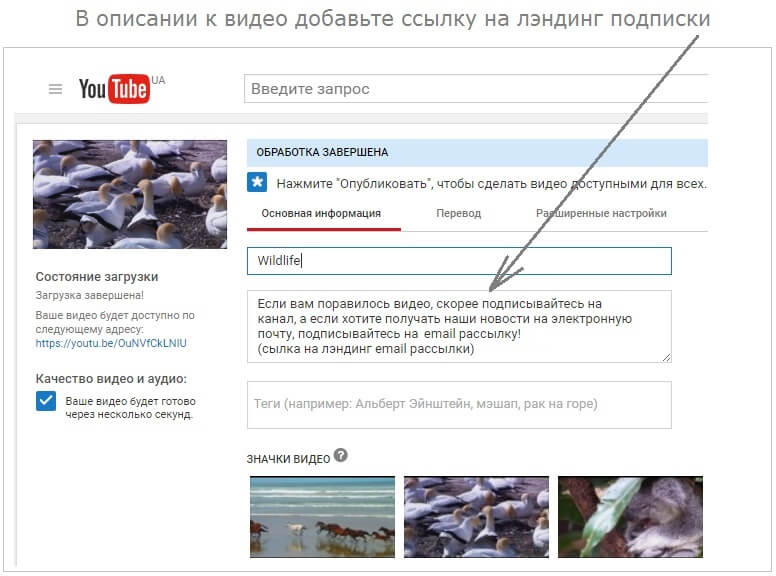 В описании к видео добавьте ссылку на лэндинг подписки
YouTube UA
Введите запрос
ОБРАБОТКА ЗАВЕРШЕНА
Нажмите "Опубликовать", чтобы сделать видео доступными для всех.
Основная информация
Перевод
Расширенные настройки
Wildlife
Если вам поравилось видео, скорее подписывайтесь на
канал, а если хотите получать наши новости на электронную
почту, подписывайтесь на email рассылку!
(сылка на лэндинг email рассылки)
Теги (например: Альберт Эйнштейн, мэшап, рак на горе)
ЗНАЧКИ ВИДЕО ?
Состояние загрузки
Загрузка завершена!
Ваше видео будет доступно по
следующему адресу:
https://youtu.be/OuNVfCkLNIU
Качество видео и аудио:
Ваше видео будет готово
через несколько секунд.